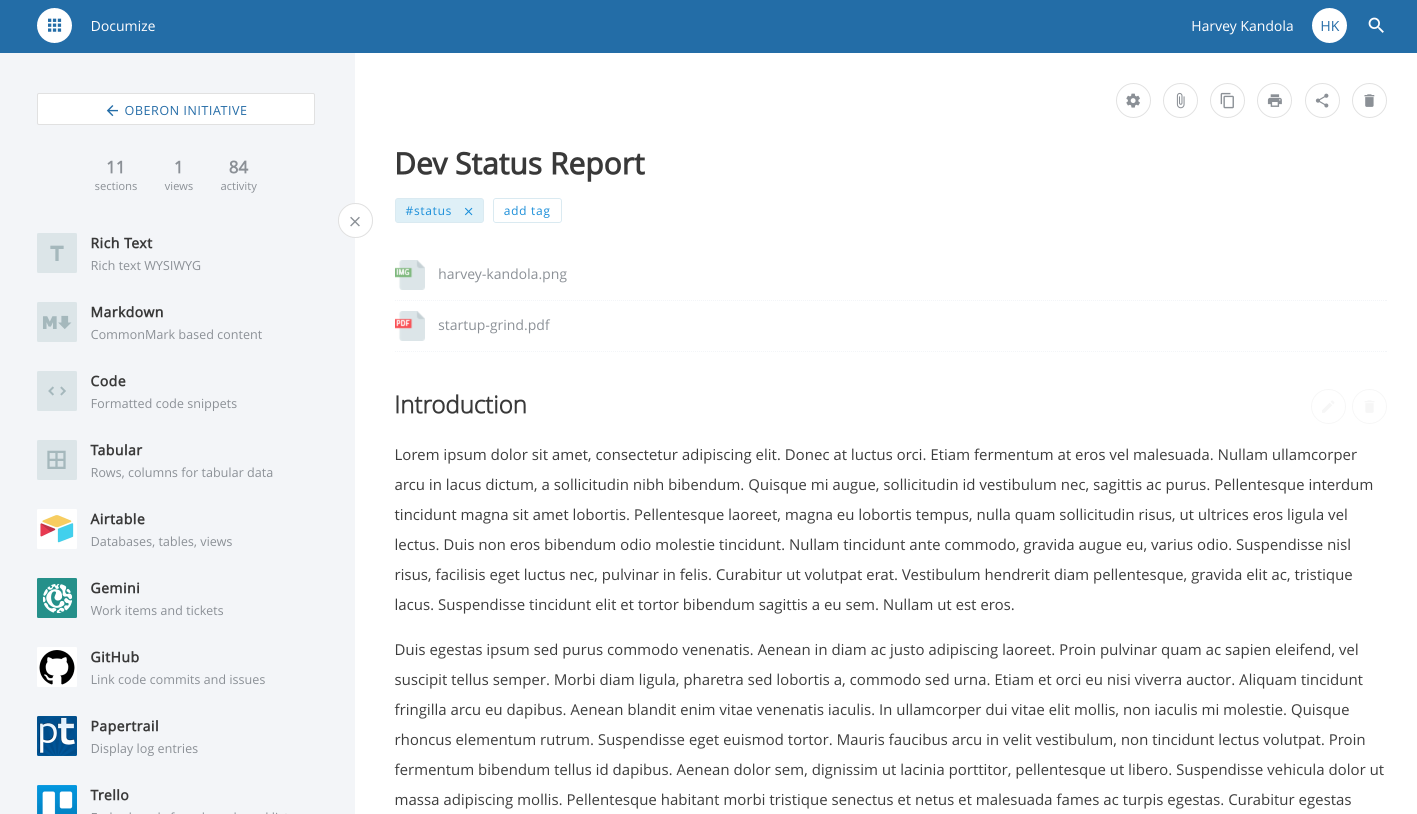 Documize
Harvey Kandola
HK
OBERON INITIATIVE
11
sections
1
views
84
activity
T
Rich Text
Rich text WYSIWYG
M
Markdown
CommonMark based content
Code
Formatted code snippets
Tabular
Rows, columns for tabular data
Airtable
Databases, tables, views
Gemini
Work items and tickets
GitHub
Link code commits and issues
pt
Papertrail
Display log entries
Trello
Dev Status Report
#status
add tag
IMG
harvey-kandola.png
PDF
startup-grind.pdf
Introduction
Lorem ipsum dolor sit amet, consectetur adipiscing elit. Donec at luctus orci. Etiam fermentum at eros vel malesuada. Nullam ullamcorper
arcu in lacus dictum, a sollicitudin nibh bibendum. Quisque mi augue, sollicitudin id vestibulum nec, sagittis ac purus. Pellentesque interdum
tincidunt magna sit amet lobortis. Pellentesque laoreet, magna eu lobortis tempus, nulla quam sollicitudin risus, ut ultrices eros ligula vel
lectus. Duis non eros bibendum odio molestie tincidunt. Nullam tincidunt ante commodo, gravida augue eu, varius odio. Suspendisse nisl
risus, facilisis eget luctus nec, pulvinar in felis. Curabitur ut volutpat erat. Vestibulum hendrerit diam pellentesque, gravida elit ac, tristique
lacus. Suspendisse tincidunt elit et tortor bibendum sagittis a eu sem. Nullam ut est eros.
Duis egestas ipsum sed purus commodo venenatis. Aenean in diam ac justo adipiscing laoreet. Proin pulvinar quam ac sapien eleifend, vel
suscipit tellus semper. Morbi diam ligula, pharetra sed lobortis a, commodo sed urna. Etiam et orci eu nisi viverra auctor. Aliquam tincidunt
fringilla arcu eu dapibus. Aenean blandit enim vitae venenatis iaculis. In ullamcorper dui vitae elit mollis, non iaculis mi molestie. Quisque
rhoncus elementum rutrum. Suspendisse eget euismod tortor. Mauris faucibus arcu in velit vestibulum, non tincidunt lectus volutpat. Proin
fermentum bibendum tellus id dapibus. Aenean dolor sem, dignissim ut lacinia porttitor, pellentesque ut libero. Suspendisse vehicula dolor ut
massa adipiscing mollis. Pellentesque habitant morbi tristique senectus et netus et malesuada fames ac turpis egestas. Curabitur egestas